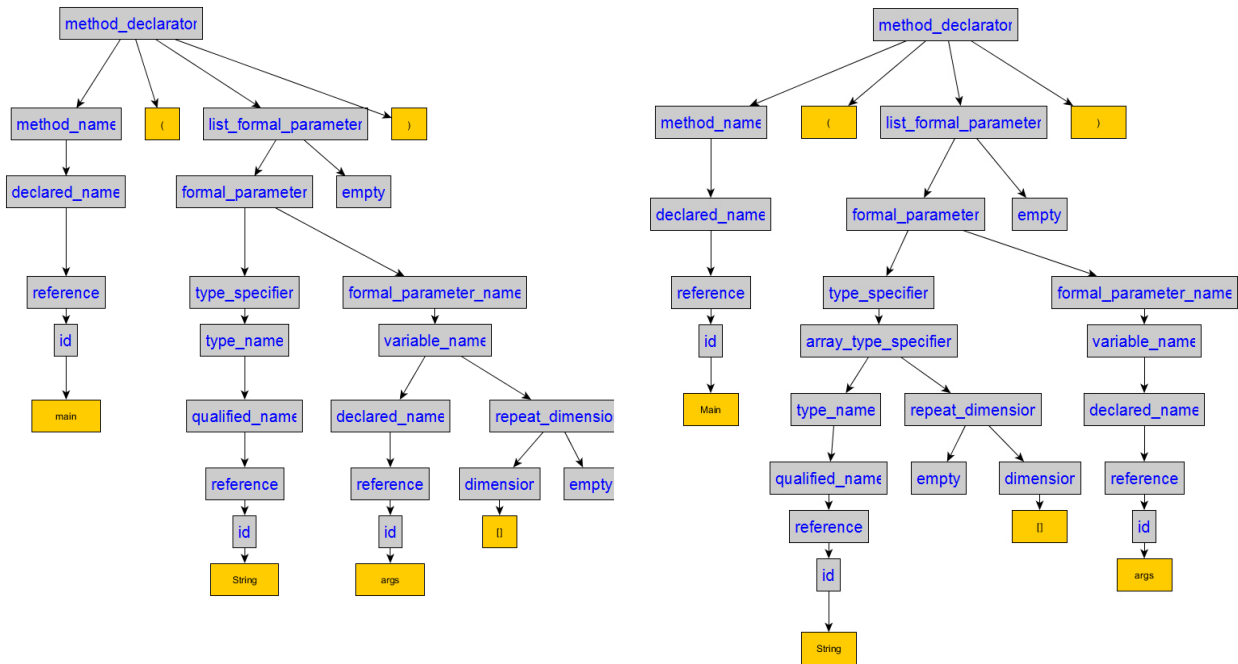 method_declarator
method_name
(
list_formal_parameter
)
declared_name
formal_parameter
empty
reference
type_specifier
formal_parameter_name
id
type_name
variable_name
main
qualified_name
declared_name
repeat_dimension
reference
reference
dimension
empty
id
id
[]
String
args
method_declarator
method_name
(
list_formal_parameter
)
declared_name
formal_parameter
empty
reference
type_specifier
formal_parameter_name
id
array_type_specifier
variable_name
Main
type_name
repeat_dimension
declared_name
qualified_name
empty
dimension
reference
reference
[]
id
id
args
String